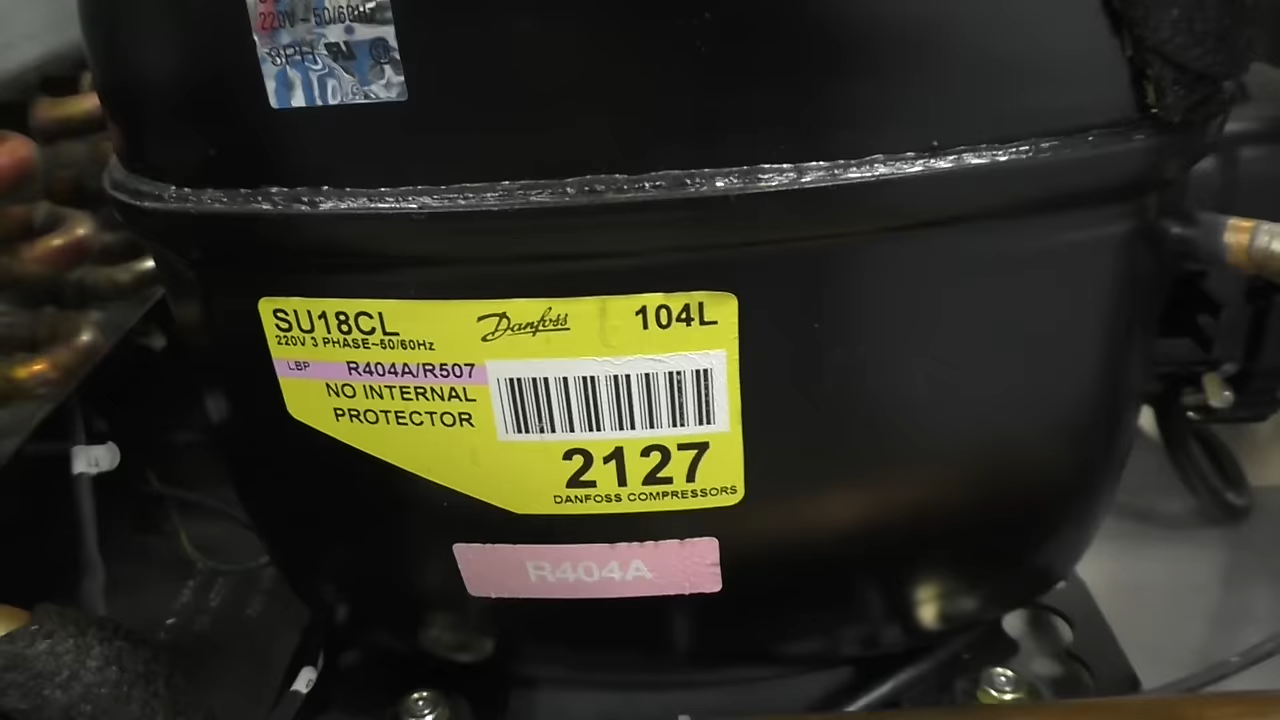 220V~50/60Hz
3PH
SU18CL
Danfoss
104L
220V 3 PHASE~50/60Hz
LBP
R404A/R507
NO INTERNAL
PROTECTOR
2127
DANFOSS COMPRESSORS
R404A